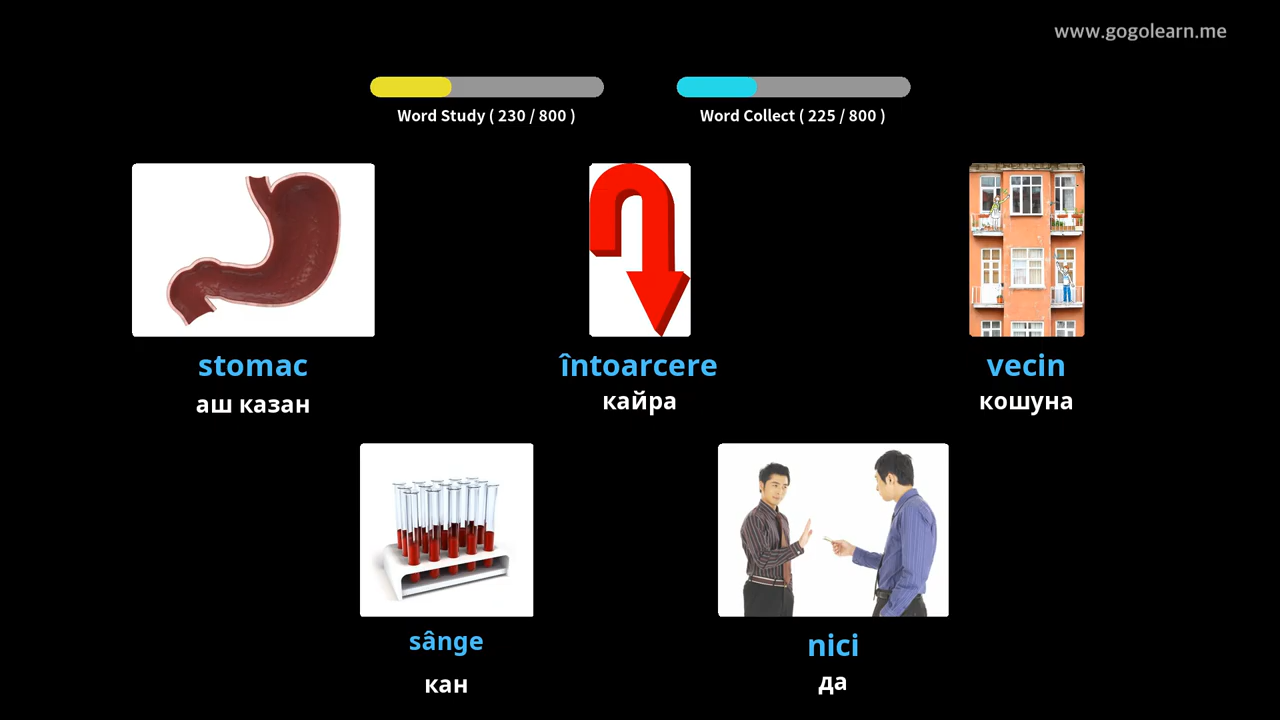 www.gogolearn.me
Word Study ( 230 / 800 )
Word Collect ( 225 / 800 )
stomac
аш казан
întoarcere
кайра
vecin
кошуна
sânge
кан
nici
да